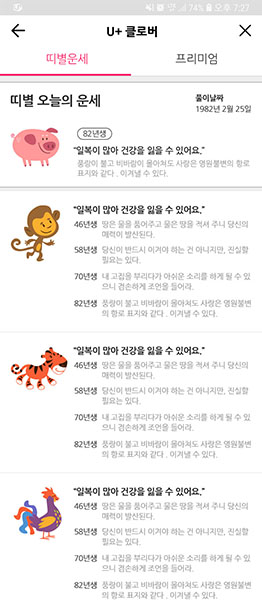 74% 오후 7:27
U+ 클로버
띠별운세 프리미엄
띠별 오늘의 운세
풀이날짜
1982년 2월 25일
82년생
“일복이 많아 건강을 잃을 수 있어요.”
풍랑이 불고 비바람이 몰아쳐도 사랑은 영원불변의 항로
표지와 같다 . 이겨낼 수 있다.
“일복이 많아 건강을 잃을 수 있어요.”
46년생 땅은 물을 품어주고 물은 땅을 적셔 주니 당신의
매력이 발산된다.
58년생 당신이 반드시 이겨야 하는 건 아니지만, 진실할
필요는 있다.
70년생 내 고집을 부리다가 아쉬운 소리를 하게 될 수 있
으니 겸손하게 조언을 들어라.
82년생 풍랑이 불고 비바람이 몰아쳐도 사랑은 영원불변
의 항로 표지와 같다 . 이겨낼 수 있다.
“일복이 많아 건강을 잃을 수 있어요.”
46년생 땅은 물을 품어주고 물은 땅을 적셔 주니 당신의
매력이 발산된다.
58년생 당신이 반드시 이겨야 하는 건 아니지만, 진실할
필요는 있다.
70년생 내 고집을 부리다가 아쉬운 소리를 하게 될 수 있
으니 겸손하게 조언을 들어라.
82년생 풍랑이 불고 비바람이 몰아쳐도 사랑은 영원불변
의 항로 표지와 같다 . 이겨낼 수 있다.
“일복이 많아 건강을 잃을 수 있어요.”
46년생 땅은 물을 품어주고 물은 땅을 적셔 주니 당신의
매력이 발산된다.
58년생 당신이 반드시 이겨야 하는 건 아니지만, 진실할
필요는 있다.
70년생 내 고집을 부리다가 아쉬운 소리를 하게 될 수 있
으니 겸손하게 조언을 들어라.
82년생 풍랑이 불고 비바람이 몰아쳐도 사랑은 영원불변
의 항로 표지와 같다 . 이겨낼 수 있다.